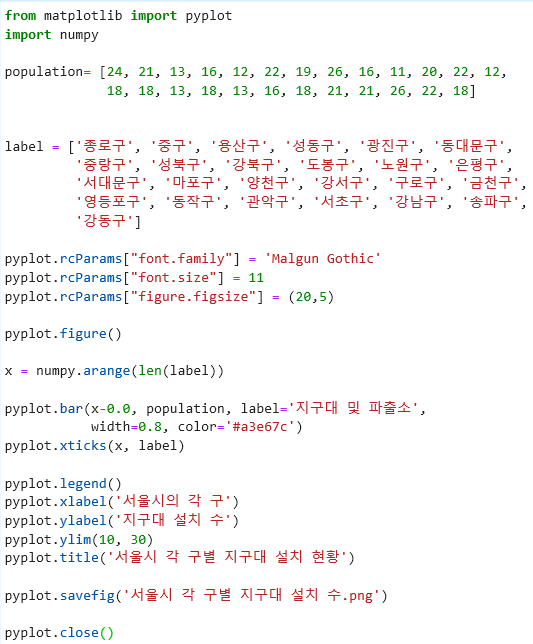 from matplotlib import pyplot
import numpy
population= [24, 21, 13, 16, 12, 22, 19, 26, 16, 11, 20, 22, 12,
18, 18, 13, 18, 13, 16, 18, 21, 21, 26, 22, 18]
label = ['종로구', '중구', '용산구', '성동구', '광진구', '동대문구',
'중랑구', '성북구', '강북구', '도봉구', '노원구', '은평구',
'서대문구', '마포구', '양천구', '강서구', '구로구', '금천구',
'영등포구', '동작구', '관악구', '서초구', '강남구', '송파구',
'강동구']
pyplot.rcParams["font.family"] = 'Malgun Gothic'
pyplot.rcParams["font.size"] = 11
pyplot.rcParams["figure.figsize"] = (20,5)
pyplot.figure()
x = numpy.arange(len(label))
pyplot.bar(x-0.0, population, label='지구대 및 파출소',
width=0.8, color='#a3e67c')
pyplot.xticks(x, label)
pyplot.legend()
pyplot.xlabel('서울시의 각 구')
pyplot.ylabel('지구대 설치 수')
pyplot.ylim(10, 30)
pyplot.title('서울시 각 구별 지구대 설치 현황')
pyplot.savefig('서울시 각 구별 지구대 설치 수.png')
pyplot.close()